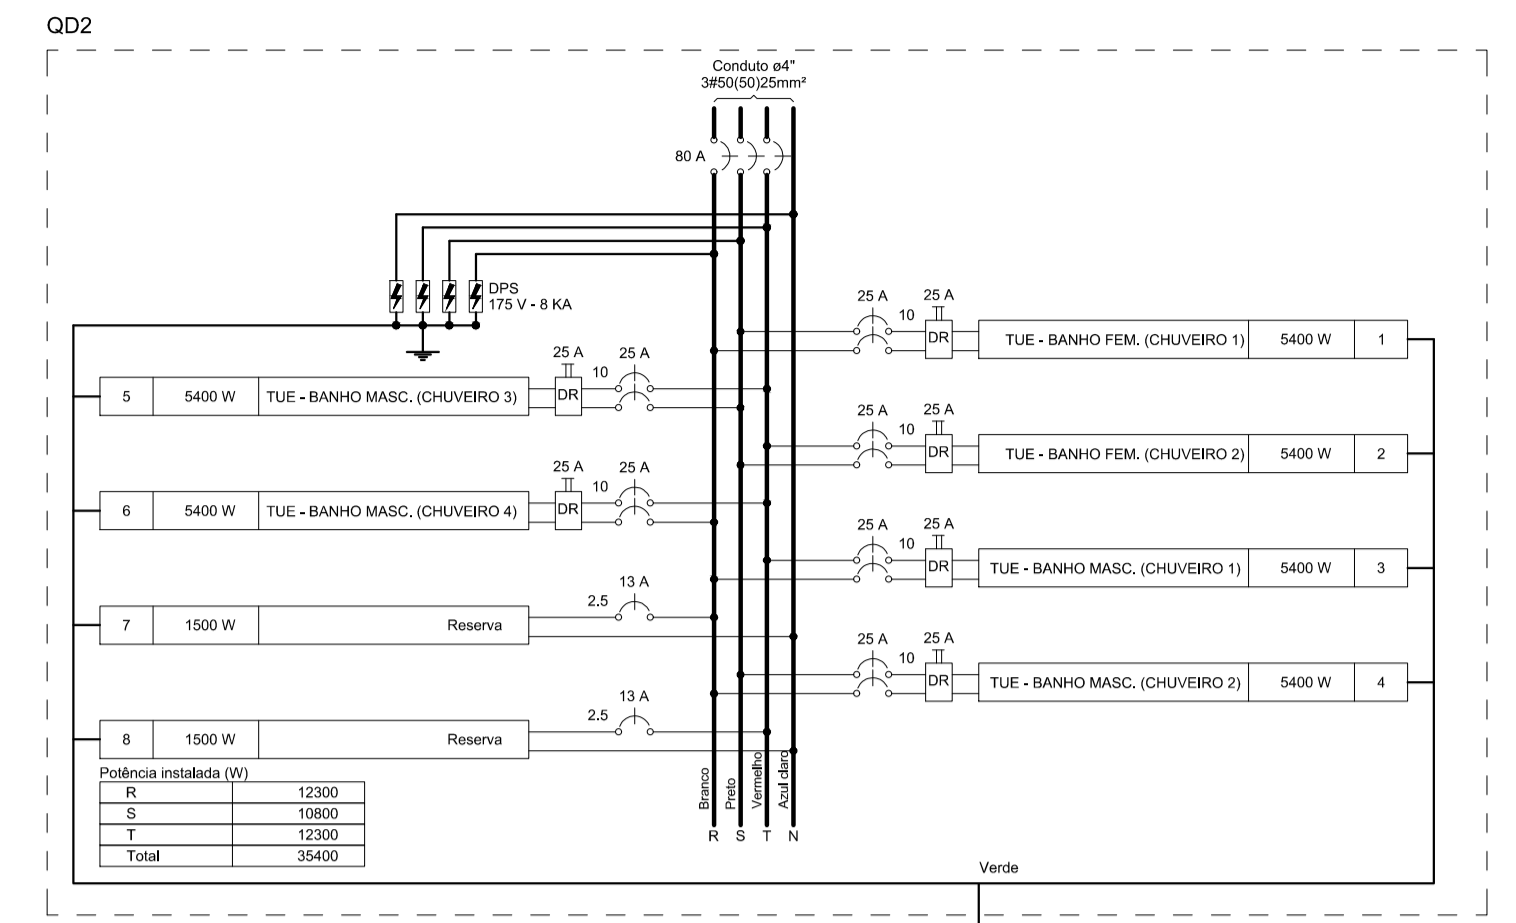 QD2
Conduto ø4"
3#50(50)25mm²
80 A
DPS
175 V - 8 KA
25 A
10
25 A
DR
TUE - BANHO FEM. (CHUVEIRO 1) 5400 W 1
25 A
10
25 A
DR
TUE - BANHO FEM. (CHUVEIRO 2) 5400 W 2
25 A
10
25 A
DR
TUE - BANHO MASC. (CHUVEIRO 1) 5400 W 3
25 A
10
25 A
DR
TUE - BANHO MASC. (CHUVEIRO 2) 5400 W 4
25 A
10
25 A
DR
5 5400 W TUE - BANHO MASC. (CHUVEIRO 3)
25 A
10
25 A
DR
6 5400 W TUE - BANHO MASC. (CHUVEIRO 4)
13 A
2.5
7 1500 W Reserva
13 A
2.5
8 1500 W Reserva
Potência instalada (W)
R 12300
S 10800
T 12300
Total 35400
Branco
Preto
Vermelho
Azul claro
R S T N
Verde